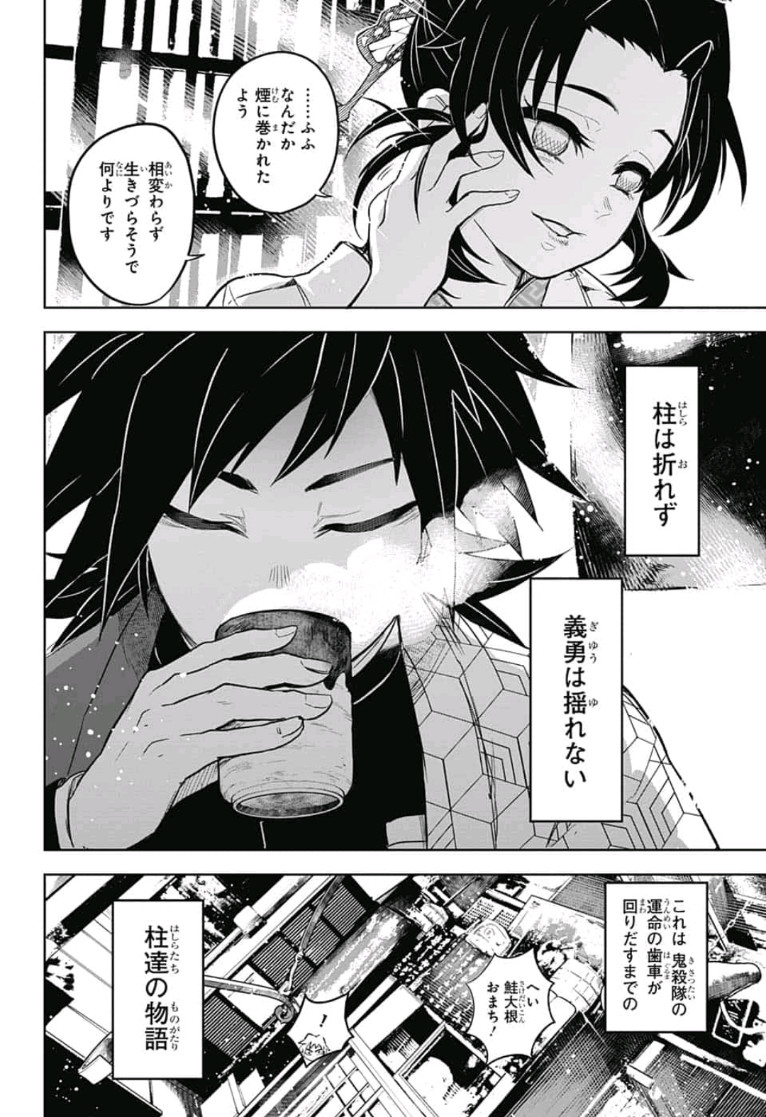 ……ふふ
なんだか
煙に巻かれた
よう
相変わらず
生きづらそうで
何よりです
柱は折れず
義勇は揺れない
これは 鬼殺隊の
運命の歯車が
回りだすまでの
へい
鮭大根
おまち!
!
柱達の物語